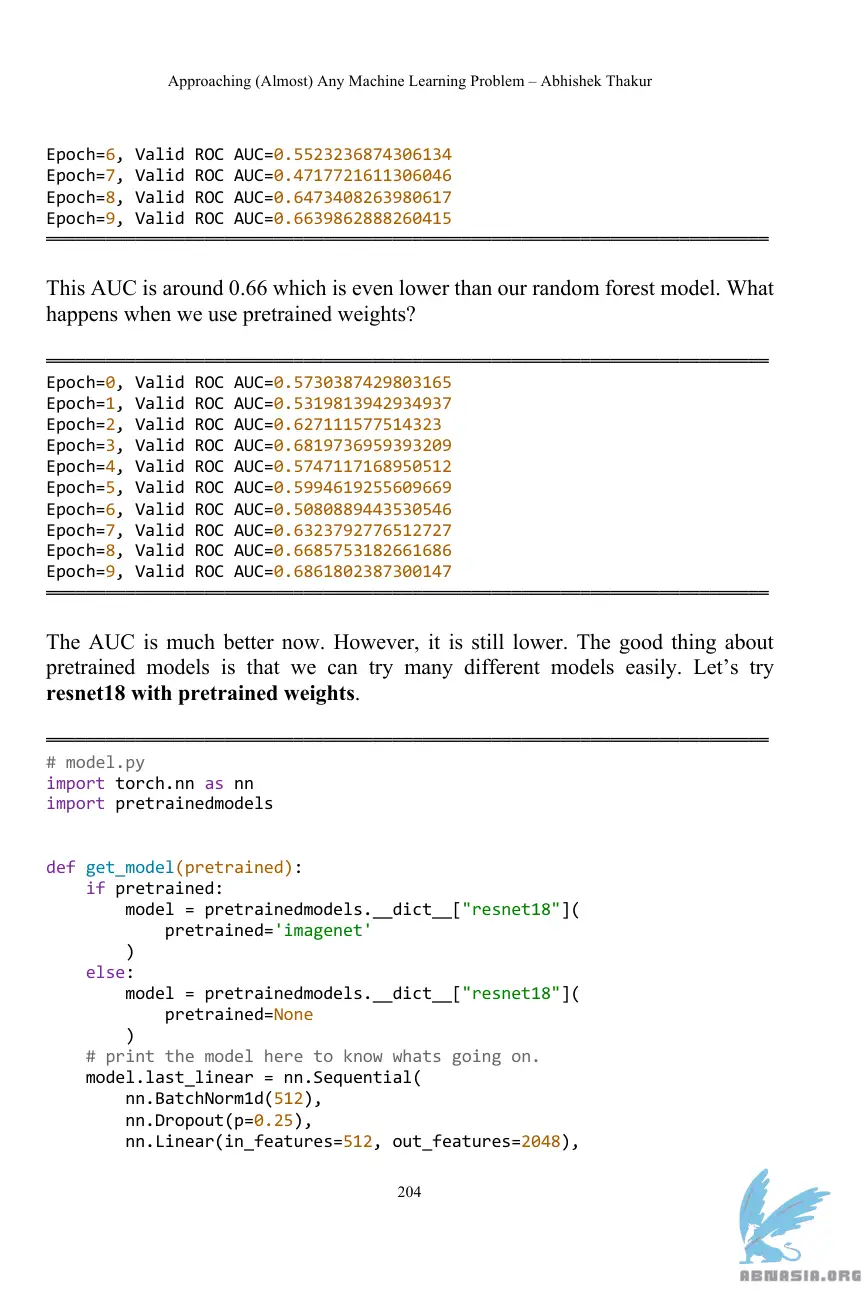 Approaching (Almost) Any Machine Learning Problem – Abhishek Thakur
Epoch=6, Valid ROC AUC=0.5523236874306134
Epoch=7, Valid ROC AUC=0.4717721611306046
Epoch=8, Valid ROC AUC=0.6473408263980617
Epoch=9, Valid ROC AUC=0.6639862888260415
This AUC is around 0.66 which is even lower than our random forest model. What
happens when we use pretrained weights?
Epoch=0, Valid ROC AUC=0.5730387429803165
Epoch=1, Valid ROC AUC=0.5319813942934937
Epoch=2, Valid ROC AUC=0.627111577514323
Epoch=3, Valid ROC AUC=0.6819736959393209
Epoch=4, Valid ROC AUC=0.5747117168950512
Epoch=5, Valid ROC AUC=0.5994619255609669
Epoch=6, Valid ROC AUC=0.5080889443530546
Epoch=7, Valid ROC AUC=0.6323792776512727
Epoch=8, Valid ROC AUC=0.6685753182661686
Epoch=9, Valid ROC AUC=0.6861802387300147
The AUC is much better now. However, it is still lower. The good thing about
pretrained models is that we can try many different models easily. Let’s try
resnet18 with pretrained weights.
# model.py
import torch.nn as nn
import pretrainedmodels
def get_model(pretrained):
    if pretrained:
        model = pretrainedmodels.__dict__["resnet18"](
            pretrained='imagenet'
        )
    else:
        model = pretrainedmodels.__dict__["resnet18"](
            pretrained=None
        )
    # print the model here to know whats going on.
    model.last_linear = nn.Sequential(
        nn.BatchNorm1d(512),
        nn.Dropout(p=0.25),
        nn.Linear(in_features=512, out_features=2048),
204
ABNASIA.ORG